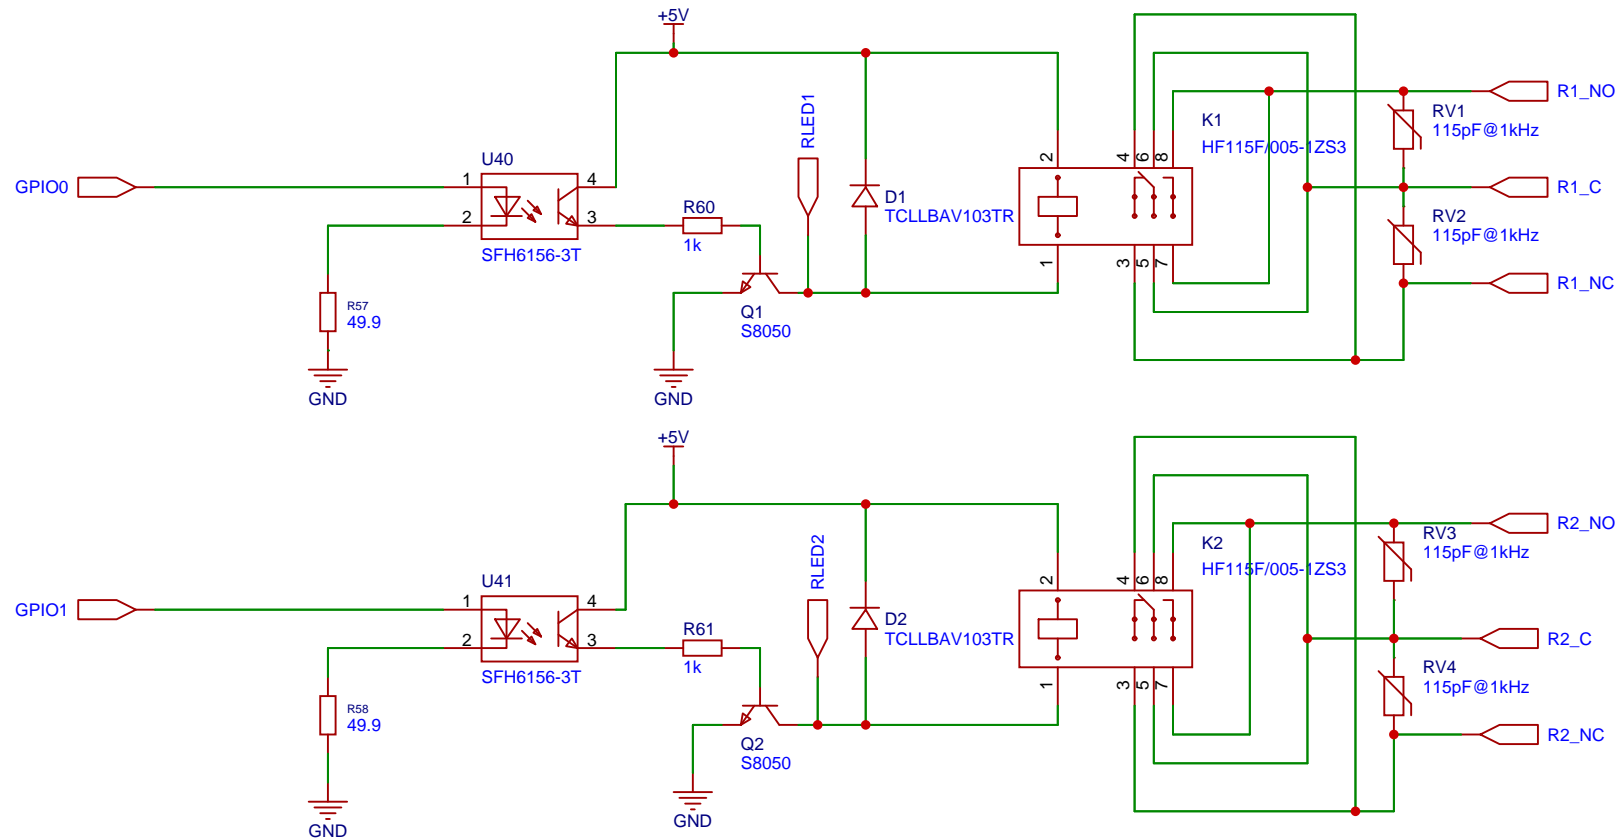 +5V
GPIO0
U40
1
2
4
3
SFH6156-3T
R57
49.9
GND
R60
1k
Q1
S8050
GND
RLED1
D1
TCLLBAV103TR
2
1
4
6
8
3
5
7
K1
HF115F/005-1ZS3
RV1
115pF@1kHz
RV2
115pF@1kHz
R1_NO
R1_C
R1_NC
+5V
GPIO1
U41
1
2
4
3
SFH6156-3T
R58
49.9
GND
R61
1k
Q2
S8050
GND
RLED2
D2
TCLLBAV103TR
2
1
4
6
8
3
5
7
K2
HF115F/005-1ZS3
RV3
115pF@1kHz
RV4
115pF@1kHz
R2_NO
R2_C
R2_NC